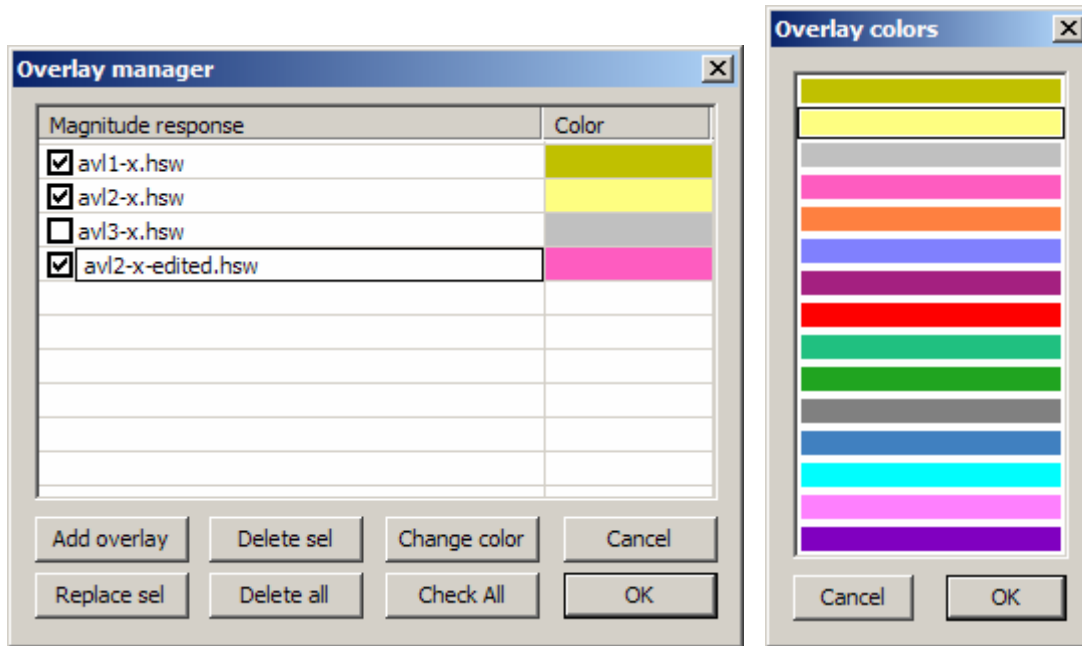 Overlay manager
Magnitude response Color
avl1-x.hsw
avl2-x.hsw
avl3-x.hsw
avl2-x-edited.hsw
Add overlay Delete sel Change color Cancel
Replace sel Delete all Check All OK
Overlay colors
Cancel OK